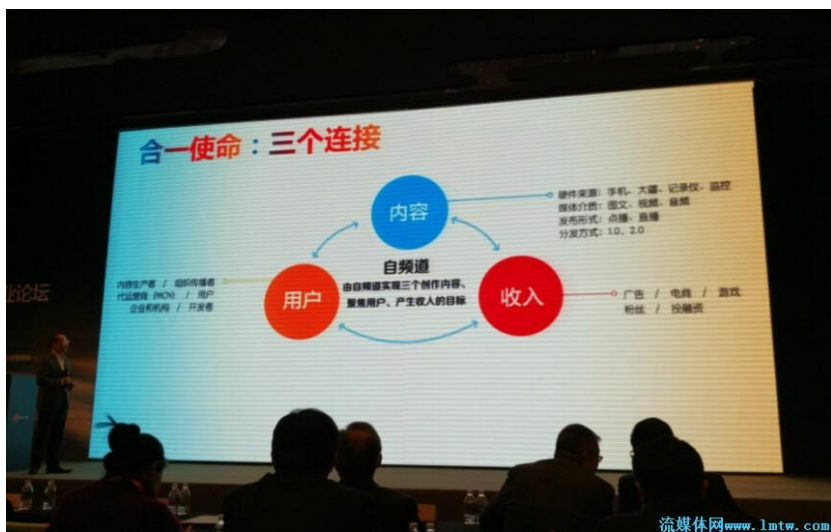 合一使命：三个连接
内容
硬件来源：手机、大疆、记录仪、监控
媒体介质：图文、视频、音频
发布形式：点播、直播
分发方式：1.0、2.0
自频道
由自频道实现三个创作内容、
聚焦用户、产生收入的目标
内容生产者 / 组织传播者
代运营商（MCN） / 用户
企业和机构 / 开发者
用户
收入
广告 / 电商 / 游戏
粉丝 / 投融资
业论坛
流媒体网www.lmtw.com